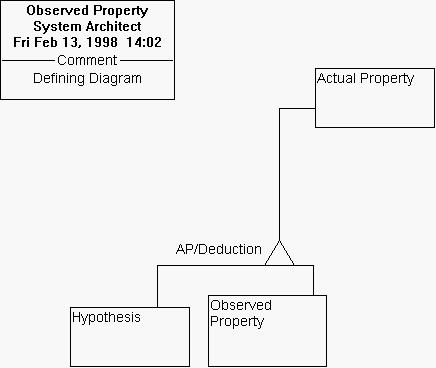 Observed Property
System Architect
Fri Feb 13, 1998 14:02
Comment
Defining Diagram
Actual Property
AP/Deduction
Hypothesis
Observed
Property